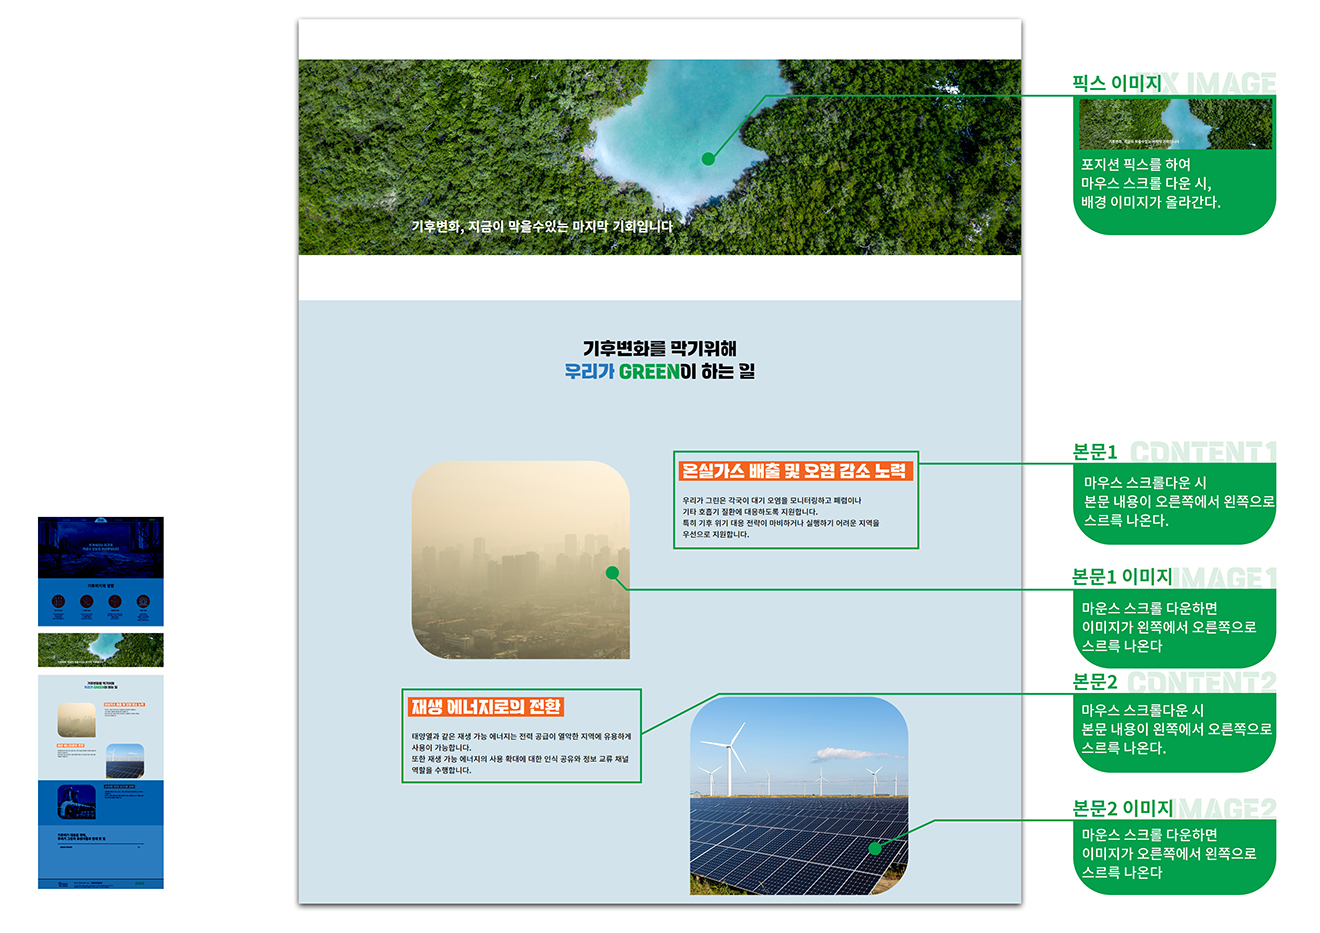 기후변화, 지금이 막을수있는 마지막 기회입니다
기후변화를 막기위해
우리가 GREEN이 하는 일
온실가스 배출 및 오염 감소 노력
우리가 그린은 각국이 대기 오염을 모니터링하고 폐렴이나
기타 호흡기 질환에 대응하도록 지원합니다.
특히 기후 위기 대응 전략이 마비하거나 실행하기 어려운 지역을
우선으로 지원합니다.
재생 에너지로의 전환
태양열과 같은 재생 가능 에너지는 전력 공급이 열악한 지역에 유용하게
사용이 가능합니다.
또한 재생 가능 에너지의 사용 확대에 대한 인식 공유와 정보 교류 채널
역할을 수행합니다.
픽스 이미지
IX IMAGE
포지션 픽스를 하여
마우스 스크롤 다운 시,
배경 이미지가 올라간다.
본문1
CONTENT1
마우스 스크롤다운 시
본문 내용이 오른쪽에서 왼쪽으로
스르륵 나온다.
본문1 이미지
IMAGE1
마운스 스크롤 다운하면
이미지가 왼쪽에서 오른쪽으로
스르륵 나온다
본문2
CONTENT2
마우스 스크롤다운 시
본문 내용이 왼쪽에서 오른쪽으로
스르륵 나온다.
본문2 이미지
IMAGE2
마운스 스크롤 다운하면
이미지가 오른쪽에서 왼쪽으로
스르륵 나온다